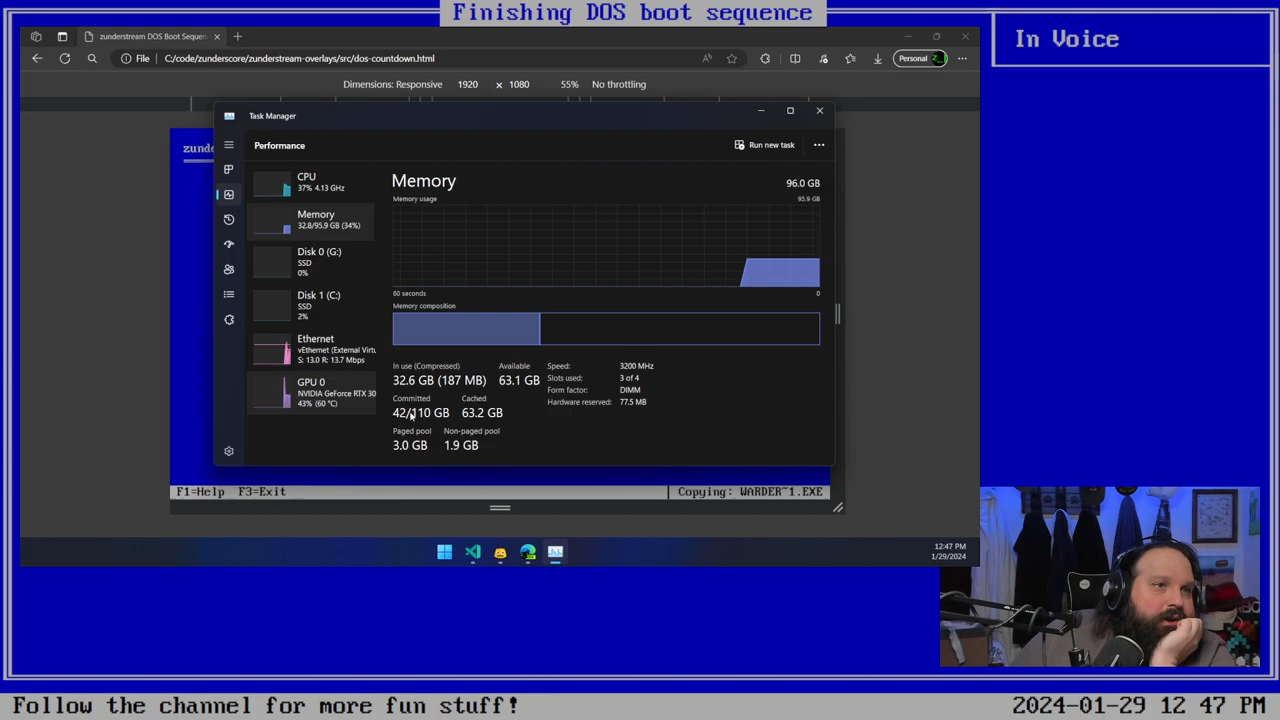 Finishing DOS boot sequence
In Voice
zunderstream DOS Boot Sequen
File C:/code/zunderscore/zunderstream-overlays/src/dos-countdown.html
Personal
Dimensions: Responsive 1920 × 1080 55% No throttling
Task Manager
Performance
Run new task
zunde
CPU
37% 4.13 GHz
Memory
32.8/95.9 GB (34%)
Disk 0 (G:)
SSD
0%
Disk 1 (C:)
SSD
2%
Ethernet
vEthernet (External Virtu
S: 13.0 R: 13.7 Mbps
GPU 0
NVIDIA GeForce RTX 30
43% (60 °C)
Memory
96.0 GB
Memory usage
95.9 GB
60 seconds
0
Memory composition
In use (Compressed)
32.6 GB (187 MB)
Available
63.1 GB
Committed
42/110 GB
Cached
63.2 GB
Paged pool
3.0 GB
Non-paged pool
1.9 GB
Speed: 3200 MHz
Slots used: 3 of 4
Form factor: DIMM
Hardware reserved: 77.5 MB
F1=Help F3=Exit
Copying: WARDER~1.EXE
12:47 PM
1/29/2024
Follow the channel for more fun stuff!
2024-01-29 12 47 PM